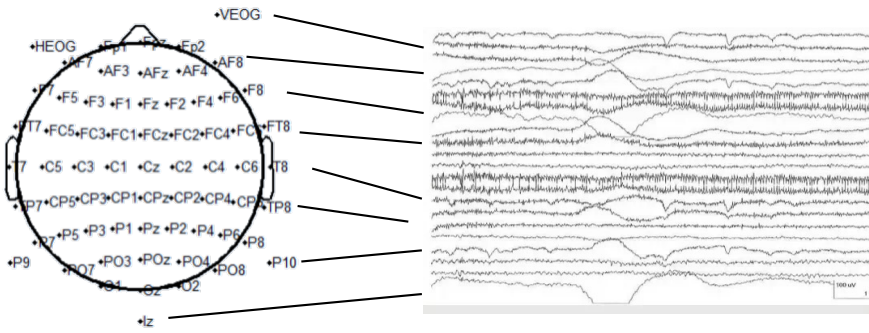 VEOG
HEOG Fp1 Fpz Fp2
AF7 AF8
AF3 AFz AF4
F7 F5 F3 F1 Fz F2 F4 F6 F8
FT7 FC5 FC3 FC1 FCz FC2 FC4 FC FT8
T7 C5 C3 C1 Cz C2 C4 C6 T8
TP7 CP5 CP3 CP1 CPz CP2 CP4 CP TP8
P7 P5 P3 P1 Pz P2 P4 P6 P8
P9 PO7 PO3 POz PO4 PO8 P10
O1 Oz O2
Iz
100 uV